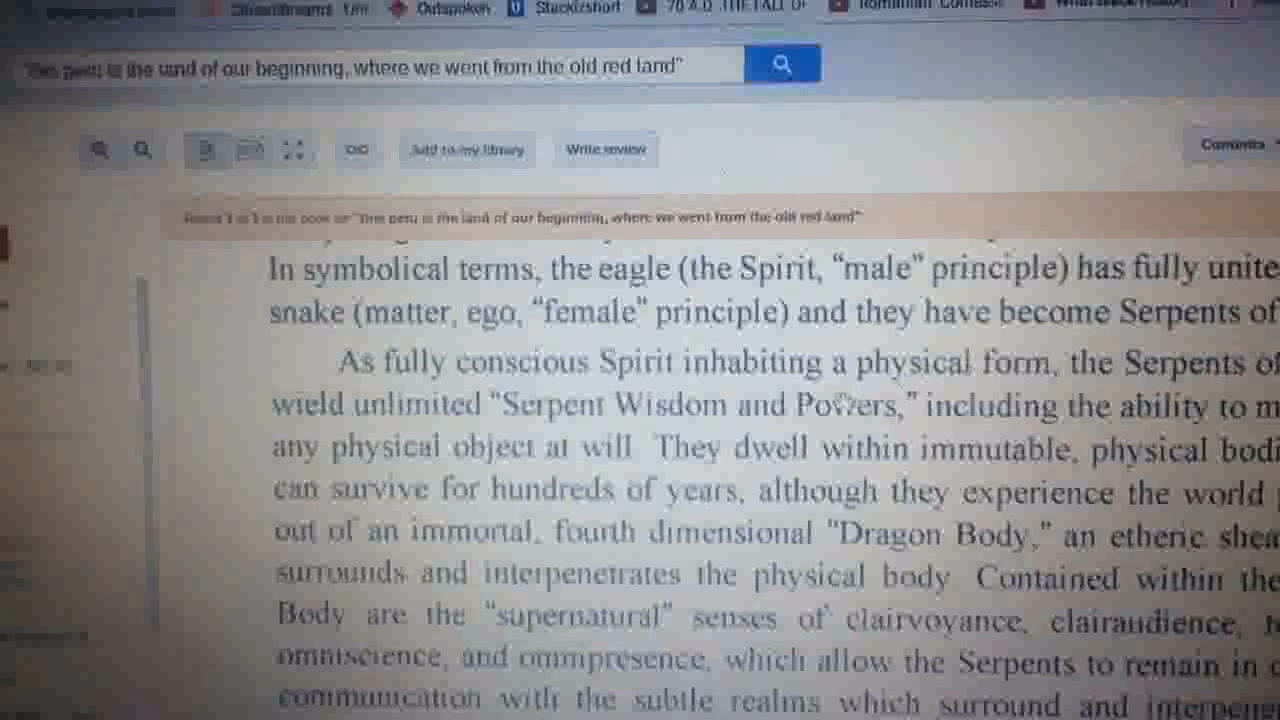 Outspoken Stuckinshort 70 A.D. THE FALL OF
is the land of our beginning, where we went from the old red land"
Add to my library Write review
is the land of our beginning, where we went from the old red land"
In symbolical terms, the eagle (the Spirit, "male" principle) has fully unite
snake (matter, ego, "female" principle) and they have become Serpents of
As fully conscious Spirit inhabiting a physical form, the Serpents of
wield unlimited "Serpent Wisdom and Powers," including the ability to m
any physical object at will. They dwell within immutable, physical bodi
can survive for hundreds of years, although they experience the world
out of an immortal, fourth dimensional "Dragon Body," an etheric shea
surrounds and interpenetrates the physical body. Contained within the
Body are the "supernatural" senses of clairvoyance, clairaudience, h
omniscience, and omnipresence, which allow the Serpents to remain in c
communication with the subtle realms which surround and interpene